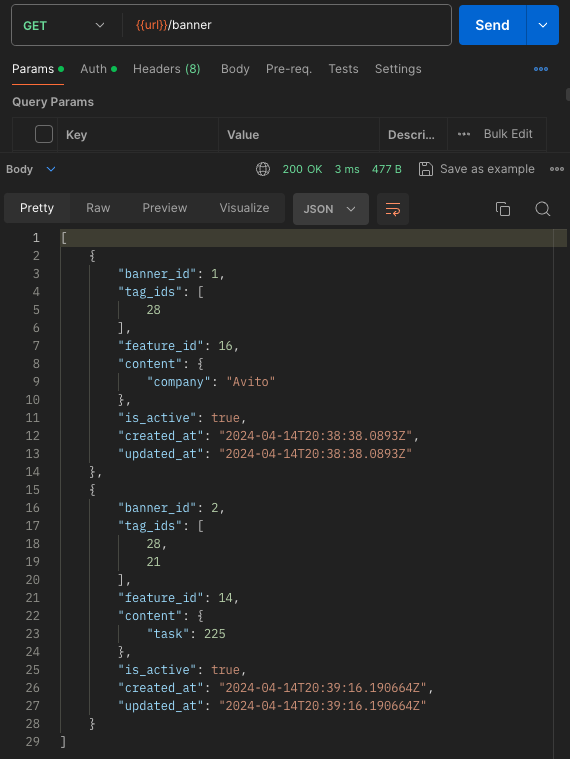 GET {{url}}/banner Send
Params Auth Headers (8) Body Pre-req. Tests Settings
Query Params
Key Value Descri... Bulk Edit
Body 200 OK 3 ms 477 B Save as example
Pretty Raw Preview Visualize JSON
1 [
2 {
3 "banner_id": 1,
4 "tag_ids": [
5 28
6 ],
7 "feature_id": 16,
8 "content": {
9 "company": "Avito"
10 },
11 "is_active": true,
12 "created_at": "2024-04-14T20:38:38.0893Z",
13 "updated_at": "2024-04-14T20:38:38.0893Z"
14 },
15 {
16 "banner_id": 2,
17 "tag_ids": [
18 28,
19 21
20 ],
21 "feature_id": 14,
22 "content": {
23 "task": 225
24 },
25 "is_active": true,
26 "created_at": "2024-04-14T20:39:16.190664Z",
27 "updated_at": "2024-04-14T20:39:16.190664Z"
28 }
29 ]